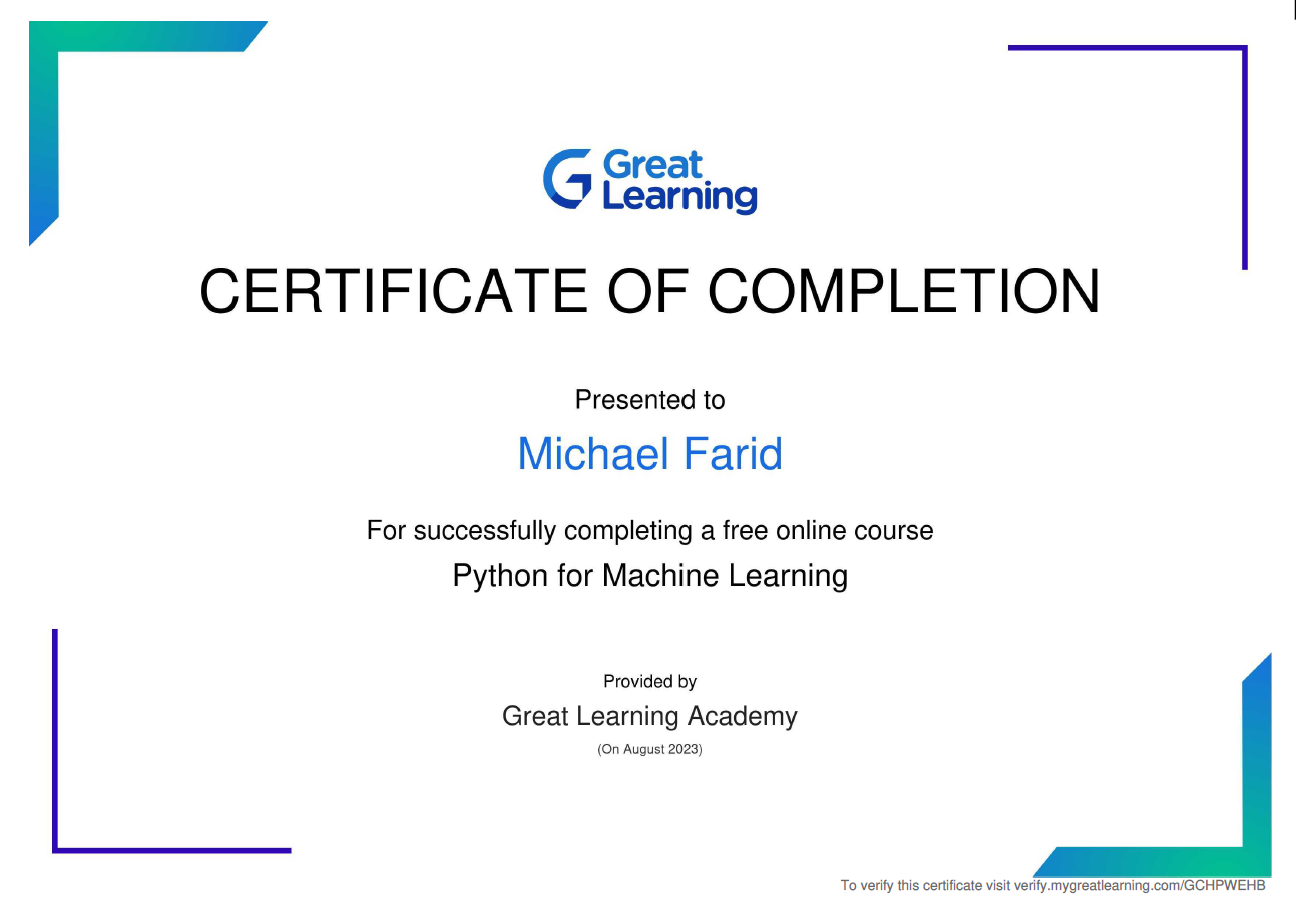 Great
Learning
CERTIFICATE OF COMPLETION
Presented to
Michael Farid
For successfully completing a free online course
Python for Machine Learning
Provided by
Great Learning Academy
(On August 2023)
To verify this certificate visit verify.mygreatlearning.com/GCHPWEHB